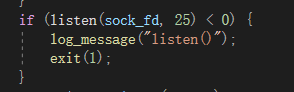 }
if (listen(sock_fd, 25) < 0) {
log_message("listen()");
exit(1);
}